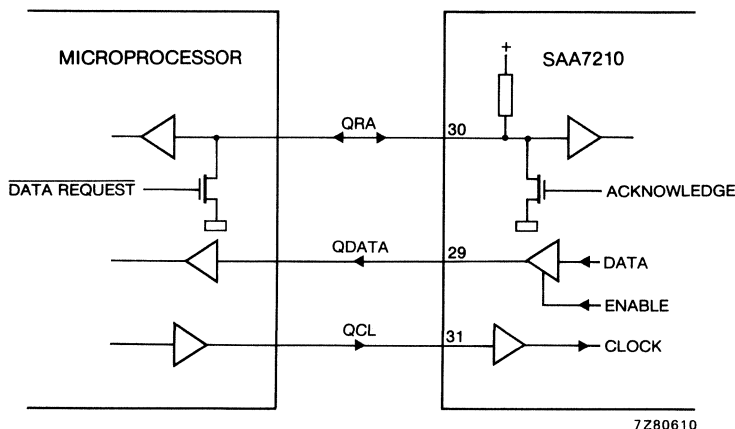 MICROPROCESSOR
SAA7210
+
QRA
30
DATA REQUEST
ACKNOWLEDGE
QDATA
29
DATA
ENABLE
QCL
31
CLOCK
7Z80610